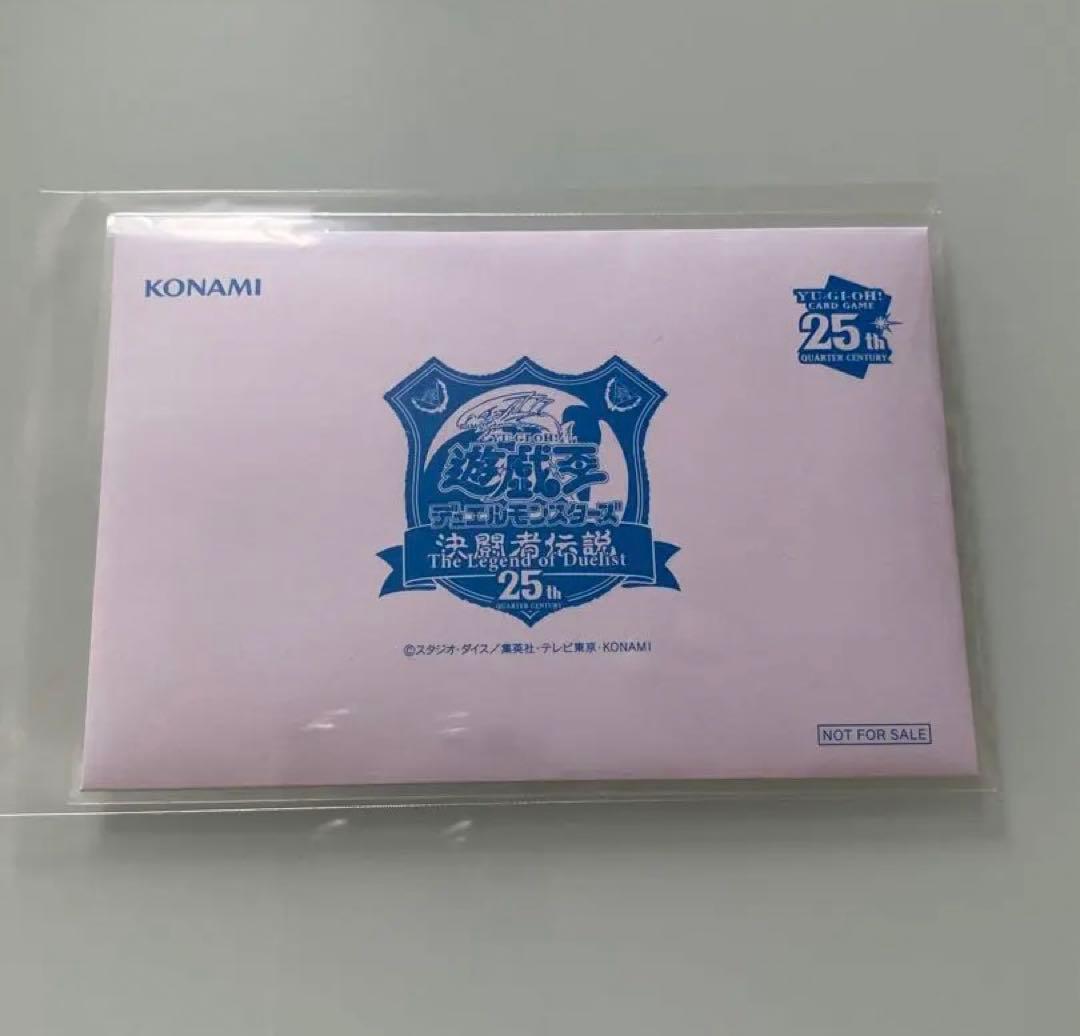 KONAMI
YU-GI-OH!
CARD GAME
25th
QUARTER CENTURY
YU-GI-OH!
遊戯王
デュエルモンスターズ
決闘者伝説
The Legend of Duelist
25th
QUARTER CENTURY
©スタジオ・ダイス/集英社・テレビ東京・KONAMI
NOT FOR SALE